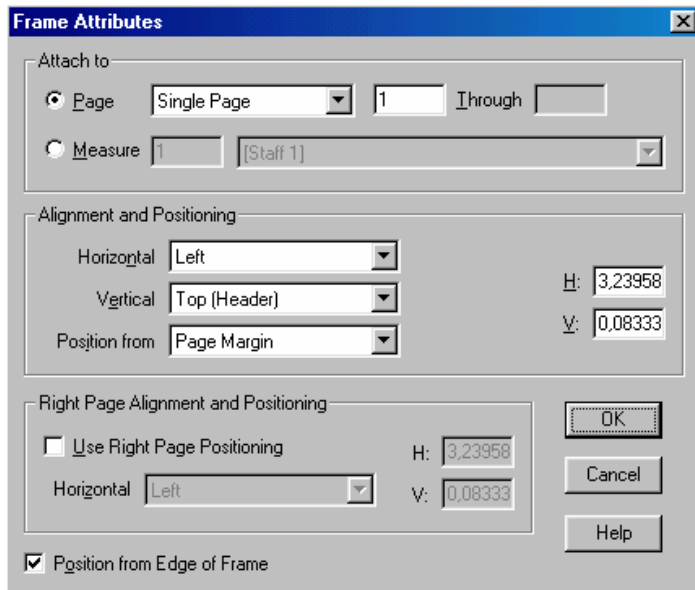 Frame Attributes
Attach to
Page Single Page 1 Through
Measure 1 [Staff 1]
Alignment and Positioning
Horizontal Left
H: 3,23958
Vertical Top (Header)
V: 0,08333
Position from Page Margin
Right Page Alignment and Positioning
Use Right Page Positioning
H: 3,23958
Horizontal Left
V: 0,08333
OK
Cancel
Help
Position from Edge of Frame